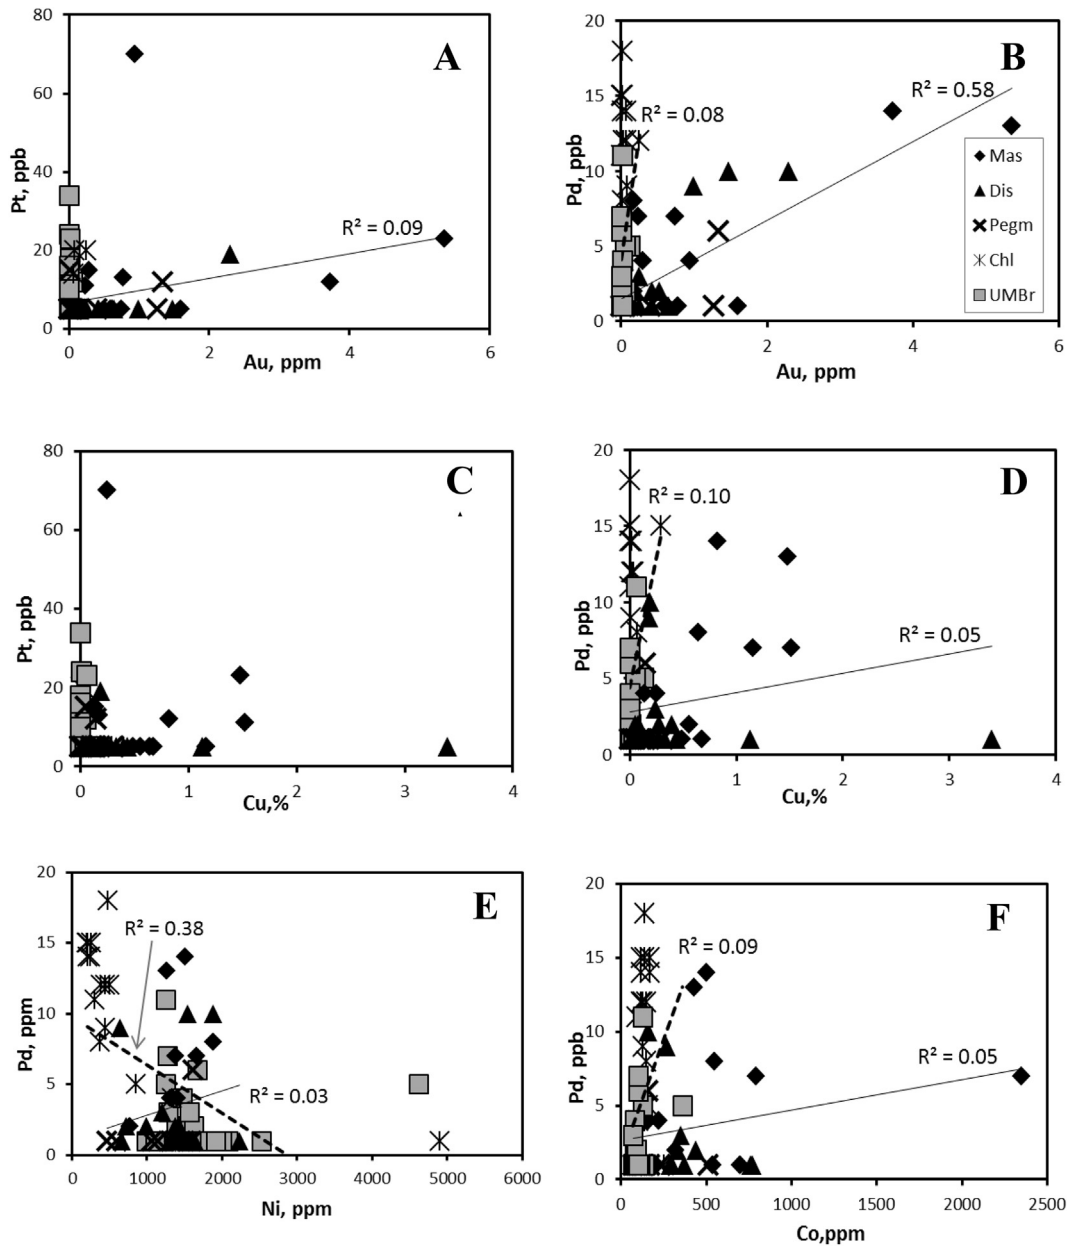 A
80
60
40
20
0
Pt, ppb
R² = 0.09
0 2 4 6
Au, ppm
B
20
15
10
5
0
Pd, ppb
R² = 0.08
R² = 0.58
Mas
Dis
Pegm
Chl
UMBr
0 2 4 6
Au, ppm
C
80
60
40
20
0
Pt, ppb
0 1 2 3 4
Cu,%
D
20
15
10
5
0
Pd, ppb
R² = 0.10
R² = 0.05
0 1 2 3 4
Cu,%
E
20
15
10
5
0
Pd, ppm
R² = 0.38
R² = 0.03
0 1000 2000 3000 4000 5000 6000
Ni, ppm
F
20
15
10
5
0
Pd, ppb
R² = 0.09
R² = 0.05
0 500 1000 1500 2000 2500
Co,ppm